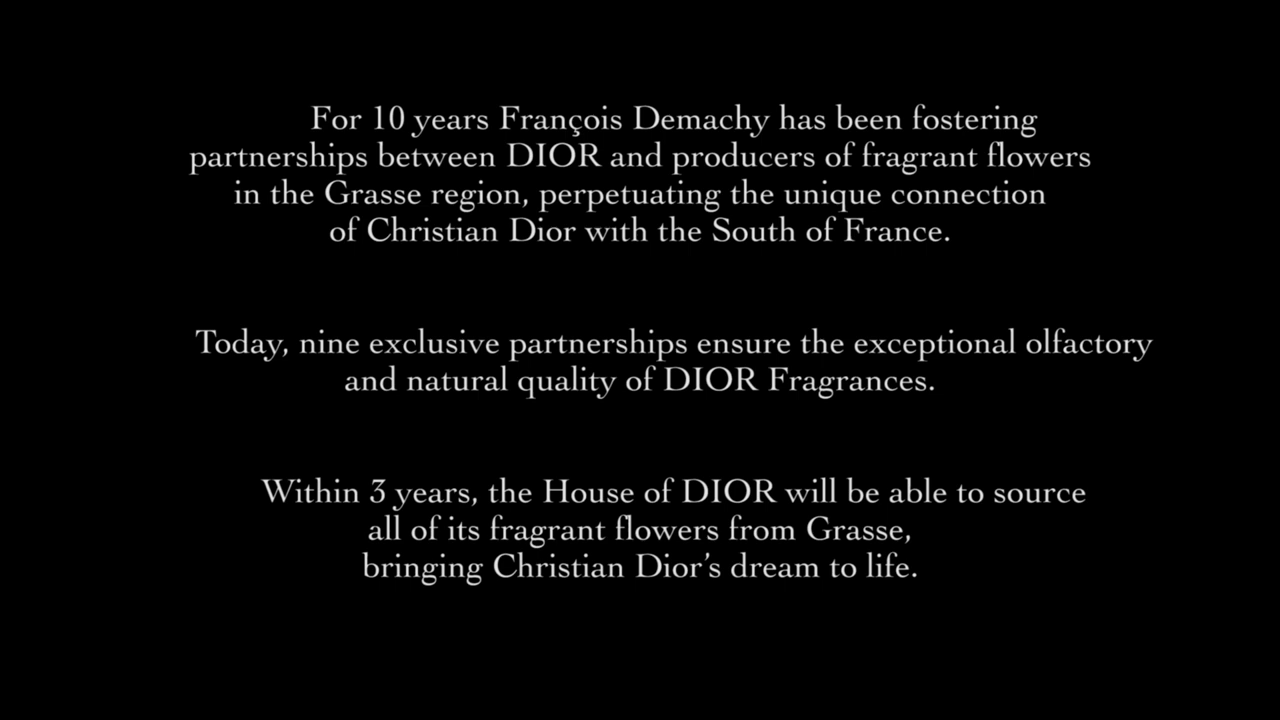 For 10 years François Demachy has been fostering
partnerships between DIOR and producers of fragrant flowers
in the Grasse region, perpetuating the unique connection
of Christian Dior with the South of France.
Today, nine exclusive partnerships ensure the exceptional olfactory
and natural quality of DIOR Fragrances.
Within 3 years, the House of DIOR will be able to source
all of its fragrant flowers from Grasse,
bringing Christian Dior’s dream to life.